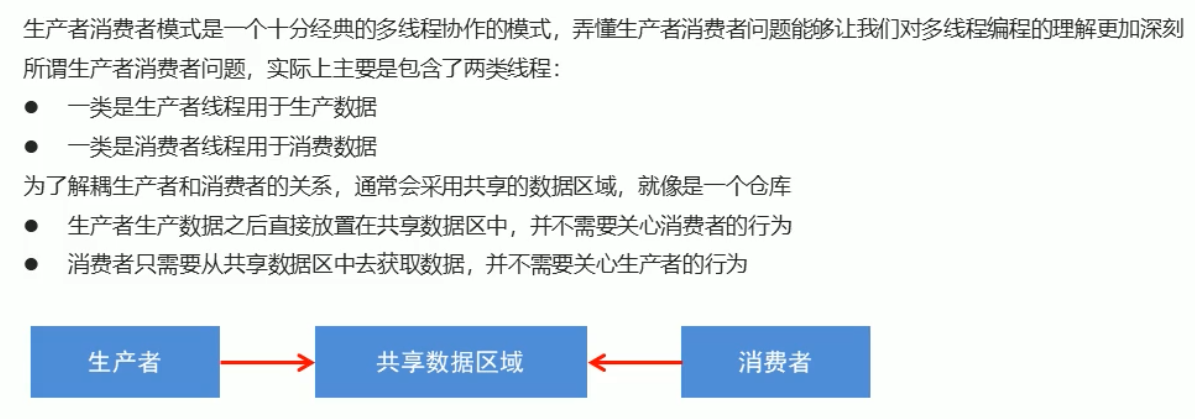 生产者消费者模式是一个十分经典的多线程协作的模式，弄懂生产者消费者问题能够让我们对多线程编程的理解更加深刻
所谓生产者消费者问题，实际上主要是包含了两类线程：
● 一类是生产者线程用于生产数据
● 一类是消费者线程用于消费数据
为了解耦生产者和消费者的关系，通常会采用共享的数据区域，就像是一个仓库
● 生产者生产数据之后直接放置在共享数据区中，并不需要关心消费者的行为
● 消费者只需要从共享数据区中去获取数据，并不需要关心生产者的行为
生产者 共享数据区域 消费者